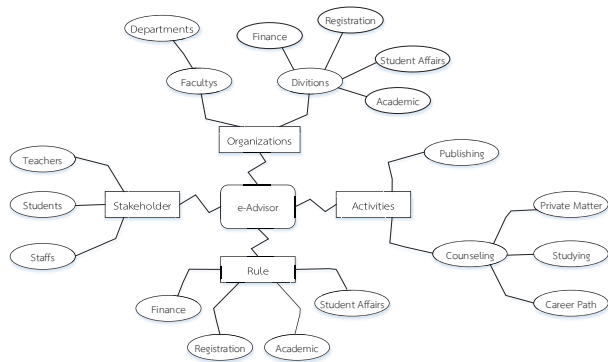 Departments
Registration
Finance
Student Affairs
Facultys
Divitions
Academic
Organizations
Publishing
Teachers
Students
Stakeholder
e-Advisor
Activities
Private Matter
Staffs
Counseling
Studying
Rule
Finance
Student Affairs
Career Path
Registration
Academic